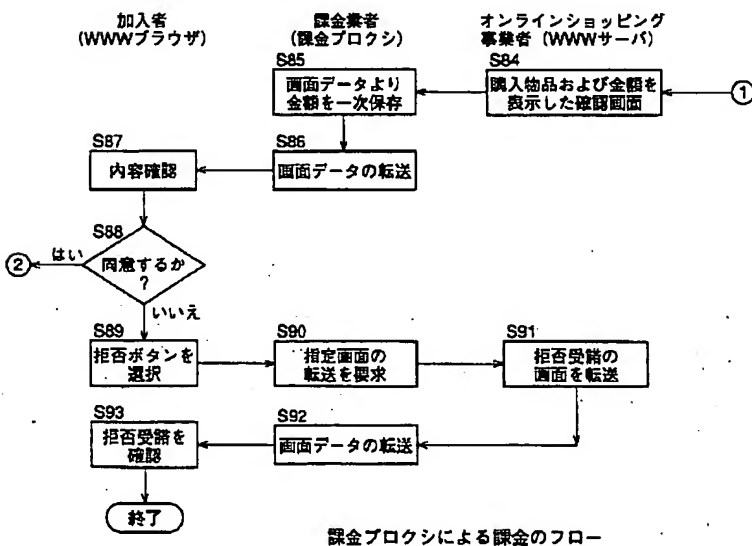 加入者
(WWWブラウザ)
課金業者
(課金プロクシ)
オンラインショッピング
事業者 (WWWサーバ)
S84
購入物品および金額を
表示した確認画面
①
S85
画面データより
金額を一次保存
S86
画面データの転送
S87
内容確認
S88
同意するか
?
はい
②
いいえ
S89
拒否ボタンを
選択
S90
指定画面の
転送を要求
S91
拒否受諾の
画面を転送
S92
画面データの転送
S93
拒否受諾を
確認
終了
課金プロクシによる課金のフロー